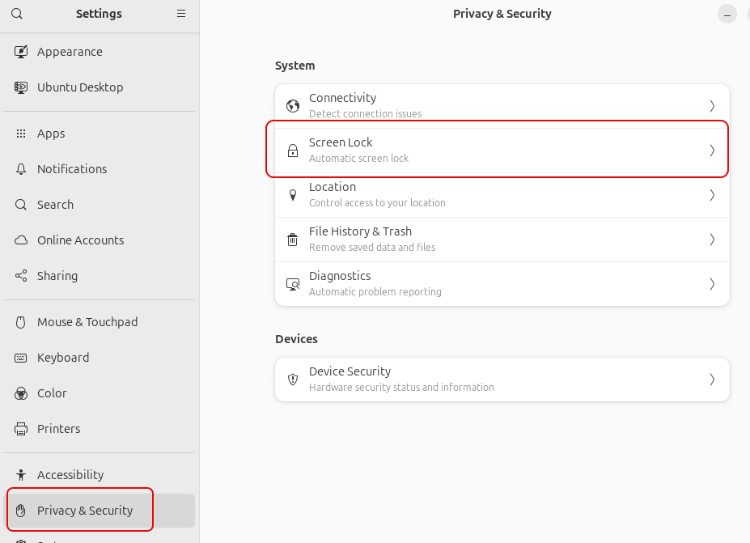 Settings
Privacy & Security
Appearance
Ubuntu Desktop
Apps
Notifications
Search
Online Accounts
Sharing
Mouse & Touchpad
Keyboard
Color
Printers
Accessibility
Privacy & Security
System
Connectivity
Detect connection issues
Screen Lock
Automatic screen lock
Location
Control access to your location
File History & Trash
Remove saved data and files
Diagnostics
Automatic problem reporting
Devices
Device Security
Hardware security status and information